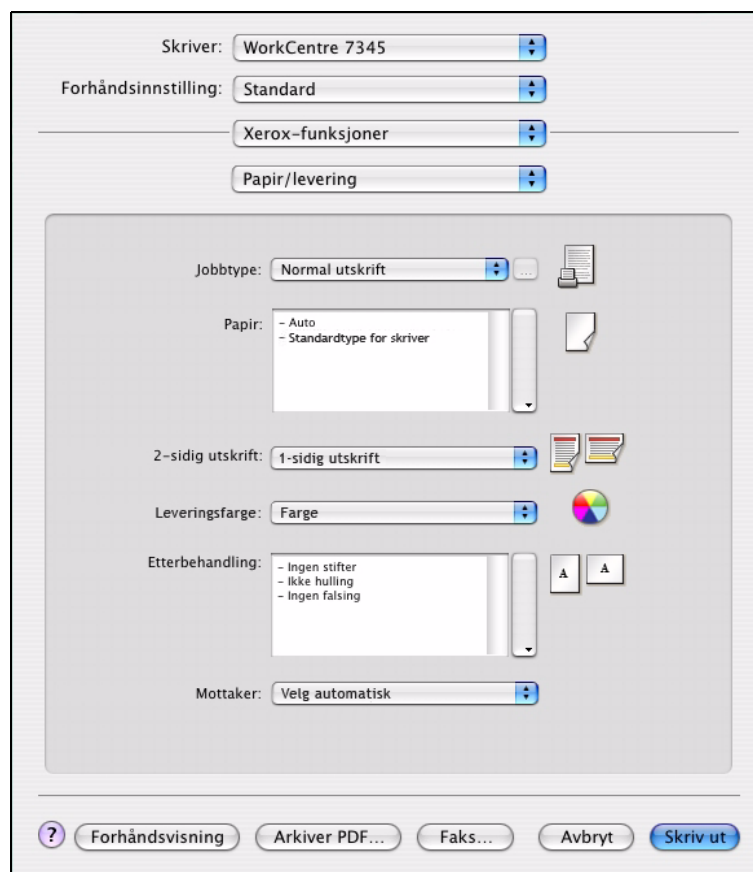 Skriver: WorkCentre 7345
Forhåndsinnstilling: Standard
Xerox-funksjoner
Papir/levering
Jobbtype: Normal utskrift ...
Papir: - Auto
- Standardtype for skriver
2-sidig utskrift: 1-sidig utskrift
Leveringsfarge: Farge
Etterbehandling: - Ingen stifter
- Ikke hulling
- Ingen falsing
A A
Mottaker: Velg automatisk
? Forhåndsvisning Arkiver PDF... Faks... Avbryt Skriv ut